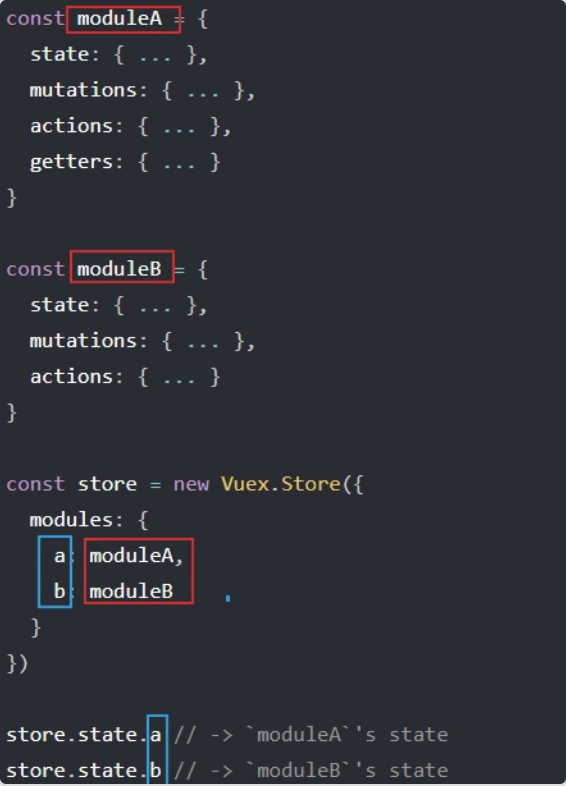 const moduleA = {
  state: { ... },
  mutations: { ... },
  actions: { ... },
  getters: { ... }
}
const moduleB = {
  state: { ... },
  mutations: { ... },
  actions: { ... }
}
const store = new Vuex.Store({
  modules: {
    a: moduleA,
    b: moduleB
  }
})
store.state.a // -> `moduleA`'s state
store.state.b // -> `moduleB`'s state